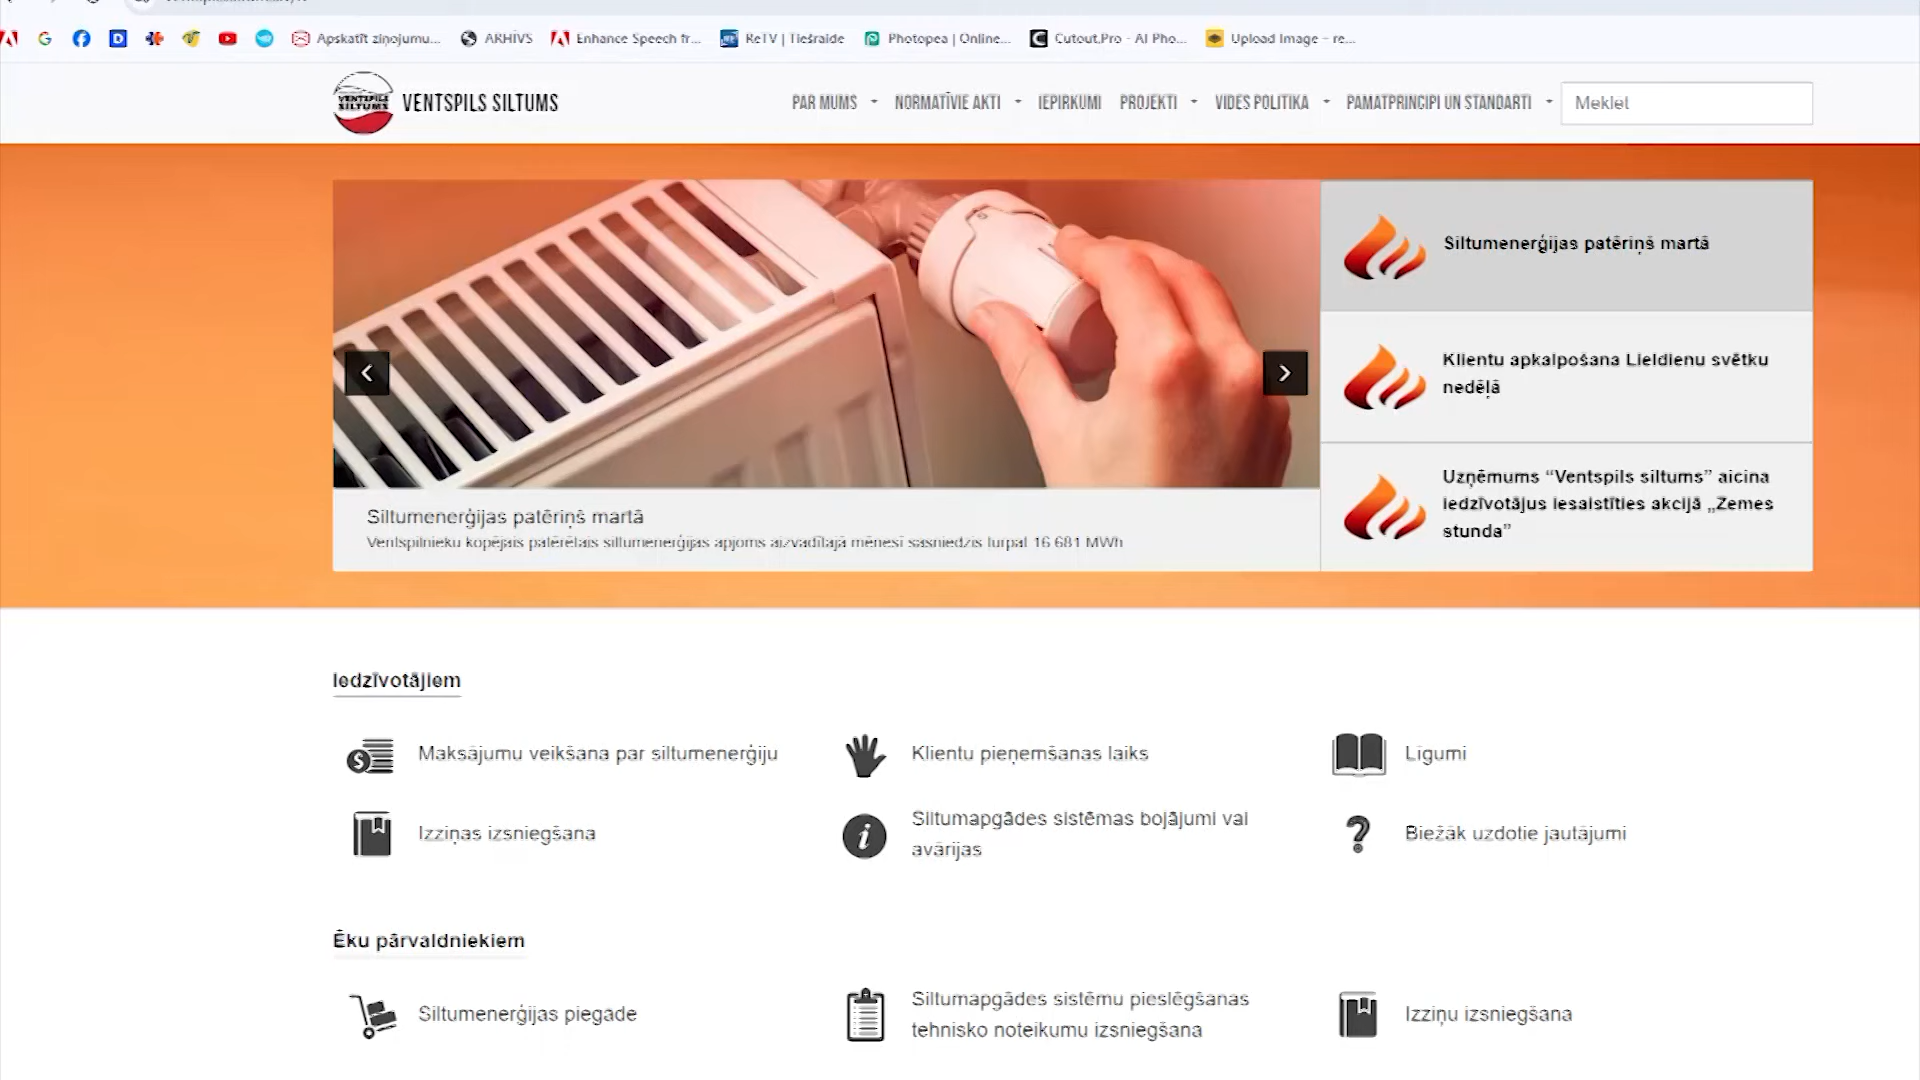 Apskatīt ziņojumu...
ARHĪVS
Enhance Speech fr...
ReTV | Tiešraide
Photopea | Online...
Cutout.Pro - AI Pho...
Upload Image - re...
VENTSPILS SILTUMS
VENTSPILS SILTUMS
PAR MUMS
NORMATĪVIE AKTI
IEPIRKUMI
PROJEKTI
VIDES POLITIKA
PAMATPRINCIPI UN STANDARTI
Meklēt
Siltumenerģijas patēriņš martā
Klientu apkalpošana Lieldienu svētku
nedēļā
Uzņēmums “Ventspils siltums” aicina
iedzīvotājus iesaistīties akcijā „Zemes
stunda”
Siltumenerģijas patēriņš martā
Ventspilnieku kopējais patērētais siltumenerģijas apjoms aizvadītajā mēnesī sasniedzis turpat 16 681 MWh
Iedzīvotājiem
Maksājumu veikšana par siltumenerģiju
Klientu pieņemšanas laiks
Līgumi
Izziņas izsniegšana
Siltumapgādes sistēmas bojājumi vai
avārijas
Biežāk uzdotie jautājumi
Ēku pārvaldniekiem
Siltumenerģijas piegāde
Siltumapgādes sistēmu pieslēgšanas
tehnisko noteikumu izsniegšana
Izziņu izsniegšana